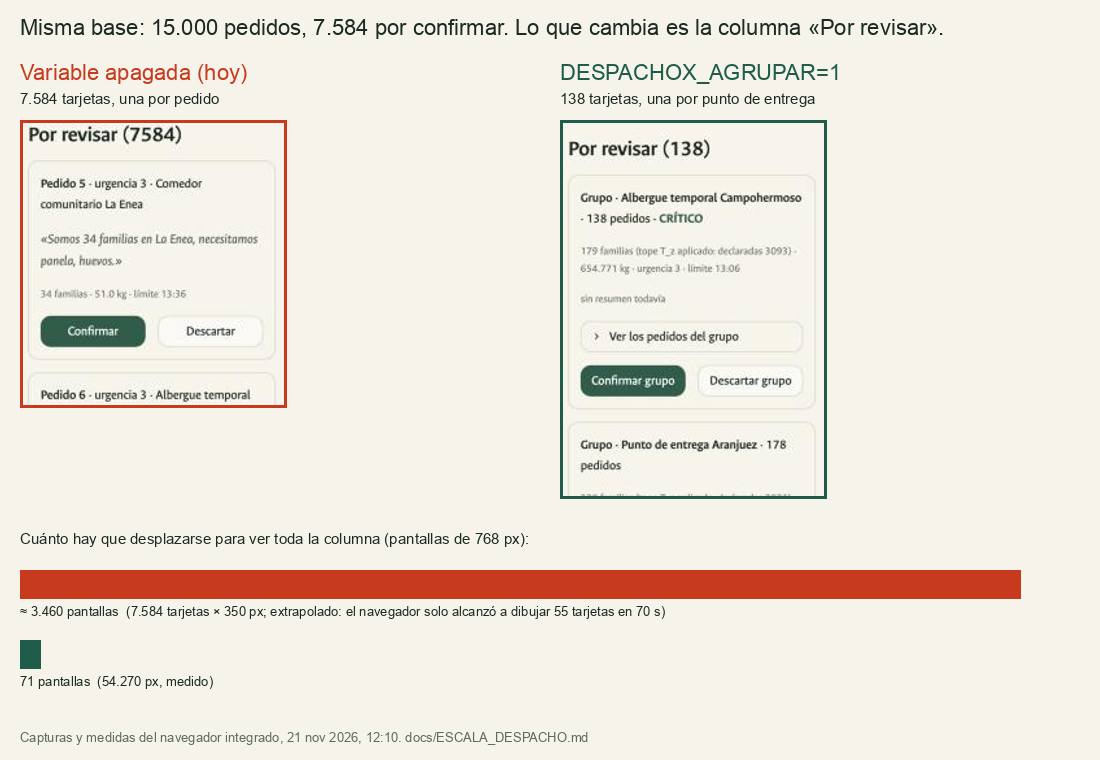 Misma base: 15.000 pedidos, 7.584 por confirmar. Lo que cambia es la columna «Por revisar».
Variable apagada (hoy)
7.584 tarjetas, una por pedido
Por revisar (7584)
Pedido 5 · urgencia 3 · Comedor
comunitario La Enea
«Somos 34 familias en La Enea, necesitamos
panela, huevos.»
34 familias · 51.0 kg · límite 13:36
Confirmar
Descartar
Pedido 6 · urgencia 3 · Albergue temporal
DESPACHOX_AGRUPAR=1
138 tarjetas, una por punto de entrega
Por revisar (138)
Grupo · Albergue temporal Campohermoso
· 138 pedidos · CRÍTICO
179 familias (tope T_z aplicado: declaradas 3093) ·
654.771 kg · urgencia 3 · límite 13:06
sin resumen todavía
› Ver los pedidos del grupo
Confirmar grupo
Descartar grupo
Grupo · Punto de entrega Aranjuez · 178
pedidos
Cuánto hay que desplazarse para ver toda la columna (pantallas de 768 px):
≈ 3.460 pantallas (7.584 tarjetas × 350 px; extrapolado: el navegador solo alcanzó a dibujar 55 tarjetas en 70 s)
71 pantallas (54.270 px, medido)
Capturas y medidas del navegador integrado, 21 nov 2026, 12:10. docs/ESCALA_DESPACHO.md